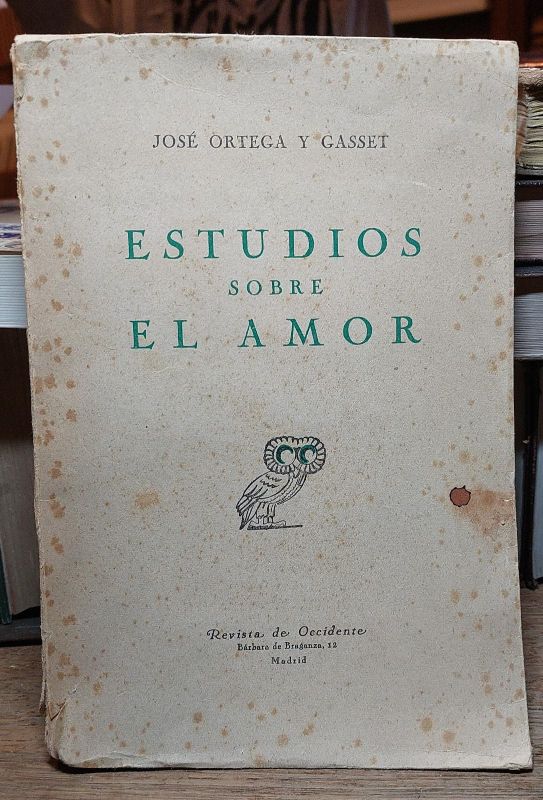 JOSÉ ORTEGA Y GASSET
ESTUDIOS
SOBRE
EL AMOR
Revista de Occidente
Bárbara de Braganza, 12
Madrid